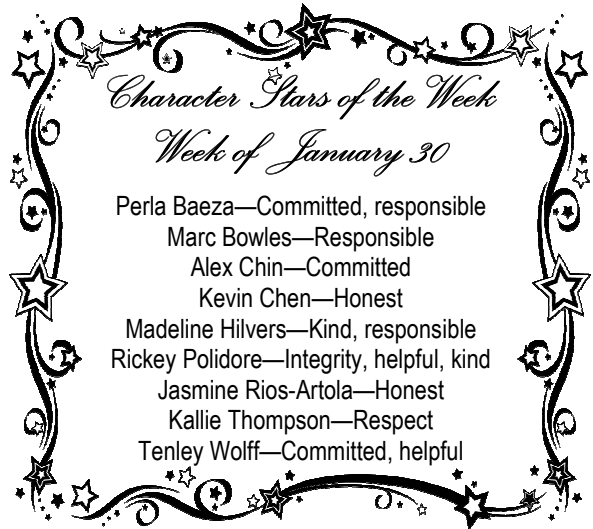 Character Stars of the Week
Week of January 30
Perla Baeza—Committed, responsible
Marc Bowles—Responsible
Alex Chin—Committed
Kevin Chen—Honest
Madeline Hilvers—Kind, responsible
Rickey Polidore—Integrity, helpful, kind
Jasmine Rios-Artola—Honest
Kallie Thompson—Respect
Tenley Wolff—Committed, helpful